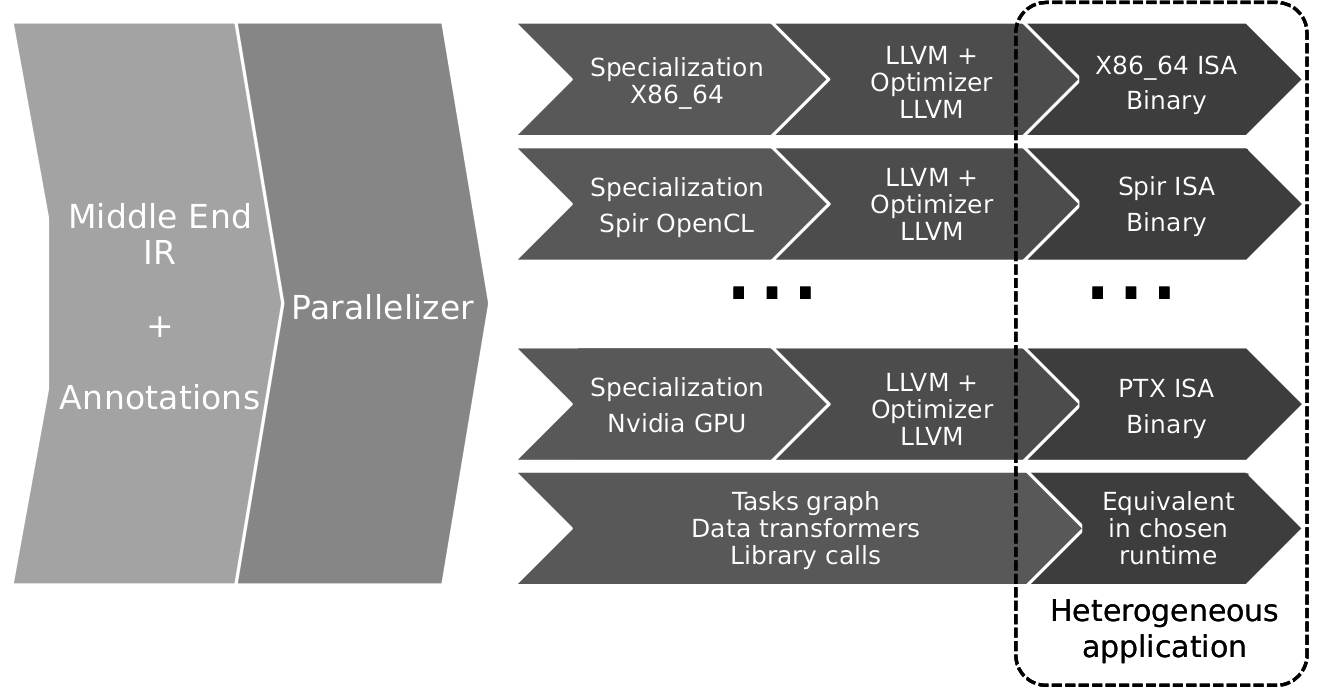 Middle End
IR
+
Annotations
Parallelizer
Specialization
X86_64
LLVM +
Optimizer
LLVM
X86_64 ISA
Binary
Specialization
Spir OpenCL
LLVM +
Optimizer
LLVM
Spir ISA
Binary
...
...
Specialization
Nvidia GPU
LLVM +
Optimizer
LLVM
PTX ISA
Binary
Tasks graph
Data transformers
Library calls
Equivalent
in chosen
runtime
Heterogeneous
application